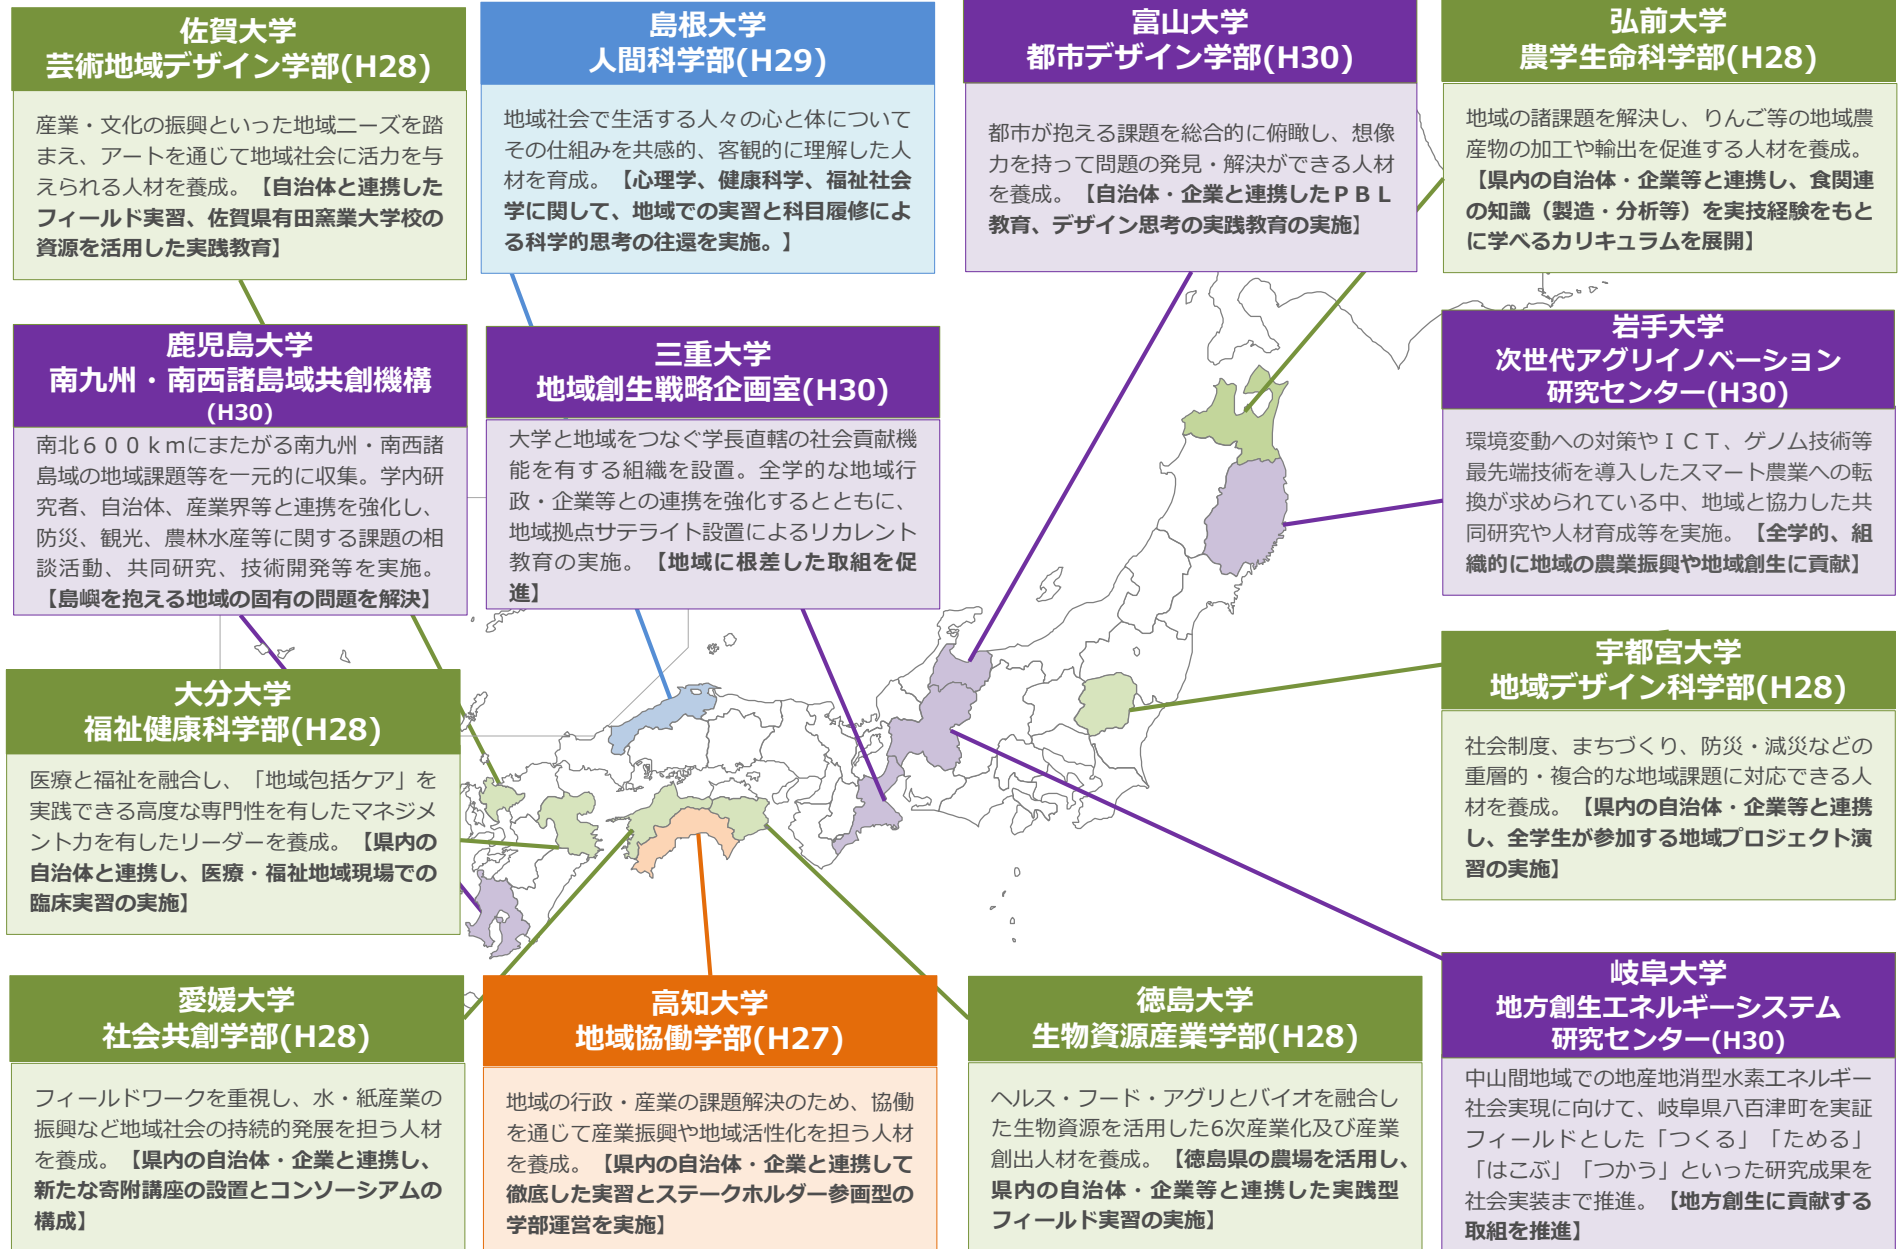 佐賀大学
芸術地域デザイン学部(H28)
産業・文化の振興といった地域ニーズを踏
まえ、アートを通じて地域社会に活力を与
えられる人材を養成。【自治体と連携した
フィールド実習、佐賀県有田窯業大学校の
資源を活用した実践教育】
島根大学
人間科学部(H29)
地域社会で生活する人々の心と体について
その仕組みを共感的、客観的に理解した人
材を育成。【心理学、健康科学、福祉社会
学に関して、地域での実習と科目履修によ
る科学的思考の往還を実施。】
富山大学
都市デザイン学部(H30)
都市が抱える課題を総合的に俯瞰し、想像
力を持って問題の発見・解決ができる人材
を養成。【自治体・企業と連携したＰＢＬ
教育、デザイン思考の実践教育の実施】
弘前大学
農学生命科学部(H28)
地域の諸課題を解決し、りんご等の地域農
産物の加工や輸出を促進する人材を養成。
【県内の自治体・企業等と連携し、食関連
の知識（製造・分析等）を実技経験をもと
に学べるカリキュラムを展開】
鹿児島大学
南九州・南西諸島域共創機構
(H30)
南北６００ｋｍにまたがる南九州・南西諸
島域の地域課題等を一元的に収集。学内研
究者、自治体、産業界等と連携を強化し、
防災、観光、農林水産等に関する課題の相
談活動、共同研究、技術開発等を実施。
【島嶼を抱える地域の固有の問題を解決】
三重大学
地域創生戦略企画室(H30)
大学と地域をつなぐ学長直轄の社会貢献機
能を有する組織を設置。全学的な地域行
政・企業等との連携を強化するとともに、
地域拠点サテライト設置によるリカレント
教育の実施。【地域に根差した取組を促
進】
岩手大学
次世代アグリイノベーション
研究センター(H30)
環境変動への対策やＩＣＴ、ゲノム技術等
最先端技術を導入したスマート農業への転
換が求められている中、地域と協力した共
同研究や人材育成等を実施。【全学的、組
織的に地域の農業振興や地域創生に貢献】
大分大学
福祉健康科学部(H28)
医療と福祉を融合し、「地域包括ケア」を
実践できる高度な専門性を有したマネジメ
ント力を有したリーダーを養成。【県内の
自治体と連携し、医療・福祉地域現場での
臨床実習の実施】
宇都宮大学
地域デザイン科学部(H28)
社会制度、まちづくり、防災・減災などの
重層的・複合的な地域課題に対応できる人
材を養成。【県内の自治体・企業等と連携
し、全学生が参加する地域プロジェクト演
習の実施】
愛媛大学
社会共創学部(H28)
フィールドワークを重視し、水・紙産業の
振興など地域社会の持続的発展を担う人材
を養成。【県内の自治体・企業と連携し、
新たな寄附講座の設置とコンソーシアムの
構成】
高知大学
地域協働学部(H27)
地域の行政・産業の課題解決のため、協働
を通じて産業振興や地域活性化を担う人材
を養成。【県内の自治体・企業と連携して
徹底した実習とステークホルダー参画型の
学部運営を実施】
徳島大学
生物資源産業学部(H28)
ヘルス・フード・アグリとバイオを融合し
た生物資源を活用した6次産業化及び産業
創出人材を養成。【徳島県の農場を活用し、
県内の自治体・企業等と連携した実践型
フィールド実習の実施】
岐阜大学
地方創生エネルギーシステム
研究センター(H30)
中山間地域での地産地消型水素エネルギー
社会実現に向けて、岐阜県八百津町を実証
フィールドとした「つくる」「ためる」
「はこぶ」「つかう」といった研究成果を
社会実装まで推進。【地方創生に貢献する
取組を推進】